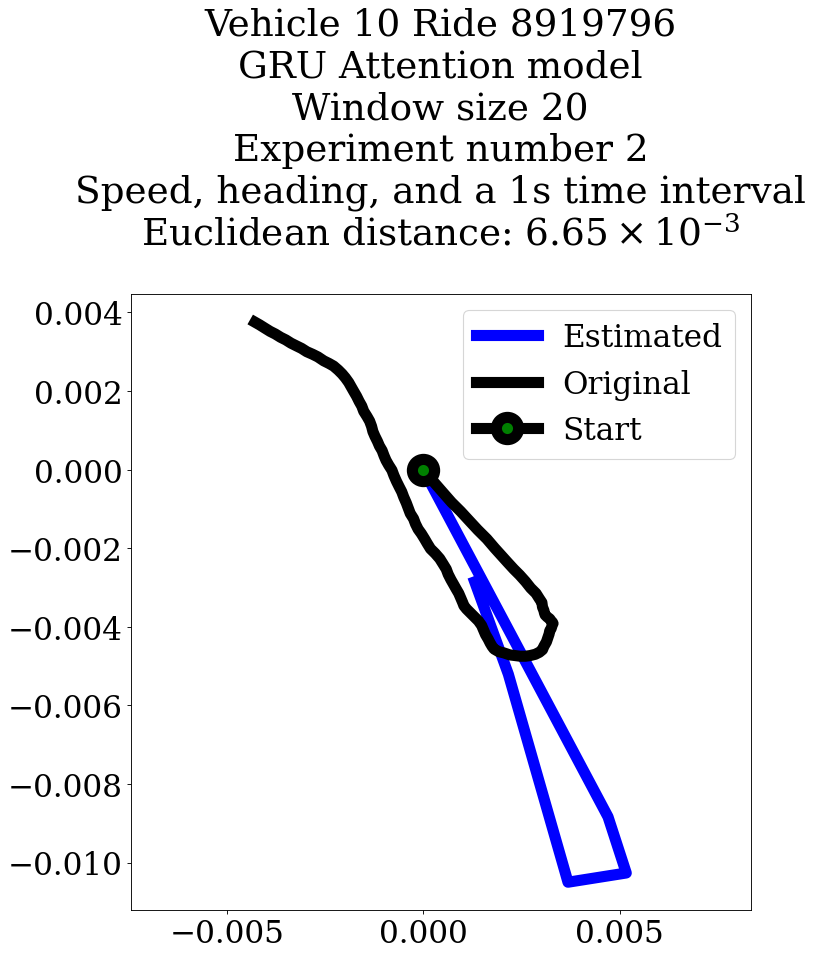 Vehicle 10 Ride 8919796
GRU Attention model
Window size 20
Experiment number 2
Speed, heading, and a 1s time interval
Euclidean distance: 6.65 × 10⁻³
Estimated
Original
Start
0.004
0.002
0.000
−0.002
−0.004
−0.006
−0.008
−0.010
−0.005
0.000
0.005